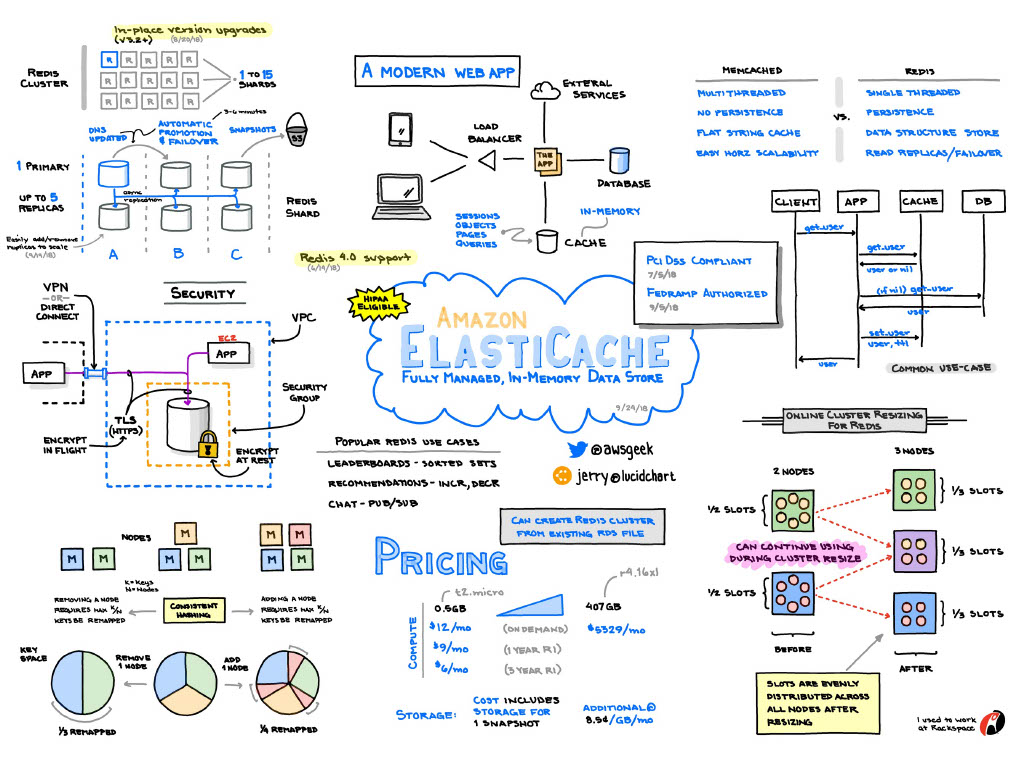 In-place version upgrades
(v3.2+) (8/20/18)
REDIS
CLUSTER
R R R R R
R R R R R
R R R R R
1 TO 15
SHARDS
3-6 minutes
DNS
UPDATED
AUTOMATIC
PROMOTION
& FAILOVER
SNAPSHOTS
S3
1 PRIMARY
UP TO 5
REPLICAS
async
replication
REDIS
SHARD
Easily add/remove
replicas to scale
(9/19/18)
A B C
A MODERN WEB APP
EXTERAL
SERVICES
LOAD
BALANCER
THE
APP
DATABASE
SESSIONS
OBJECTS
PAGES
QUERIES
IN-MEMORY
CACHE
MEMCACHED
REDIS
MULTITHREADED
SINGLE THREADED
NO PERSISTENCE
VS.
PERSISTENCE
FLAT STRING CACHE
DATA STRUCTURE STORE
EASY HORZ SCALABILITY
READ REPLICAS/FAILOVER
CLIENT APP CACHE DB
get_user
get_user
user or nil
(if nil) get_user
user
set_user
user, ttl
user
COMMON USE-CASE
Redis 4.0 support
(6/14/18)
HIPAA
ELIGIBLE
PCI DSS COMPLIANT
7/5/18
FEDRAMP AUTHORIZED
9/5/18
AMAZON
ELASTICACHE
FULLY MANAGED, IN-MEMORY DATA STORE
9/24/18
VPN
—OR—
DIRECT
CONNECT
SECURITY
VPC
EC2
APP
APP
SECURITY
GROUP
TLS
(HTTPS)
ENCRYPT
IN FLIGHT
ENCRYPT
AT REST
POPULAR REDIS USE CASES
LEADERBOARDS - SORTED SETS
RECOMMENDATIONS - INCR, DECR
CHAT - PUB/SUB
@awsgeek
jerry@lucidchart
CAN CREATE REDIS CLUSTER
FROM EXISTING RDS FILE
ONLINE CLUSTER RESIZING
FOR REDIS
2 NODES
3 NODES
1/2 SLOTS
1/2 SLOTS
1/3 SLOTS
1/3 SLOTS
1/3 SLOTS
CAN CONTINUE USING
DURING CLUSTER RESIZE
BEFORE
AFTER
SLOTS ARE EVENLY
DISTRIBUTED ACROSS
ALL NODES AFTER
RESIZING
I used to work
at Rackspace
NODES
M M
M M M
M M M M
K = Keys
N = Nodes
REMOVING A NODE
REQUIRES MAX K/N
KEYS BE REMAPPED
CONSISTENT
HASHING
ADDING A NODE
REQUIRES MAX K/N
KEYS BE REMAPPED
KEY
SPACE
REMOVE
1 NODE
ADD
1 NODE
1/3 REMAPPED
1/4 REMAPPED
PRICING
t2.micro
r4.16xl
COMPUTE
0.5GB
407GB
$12/mo
(ON DEMAND)
$5329/mo
$9/mo
(1 YEAR RI)
$6/mo
(3 YEAR RI)
STORAGE:
COST INCLUDES
STORAGE FOR
1 SNAPSHOT
ADDITIONAL @
8.5¢/GB/mo